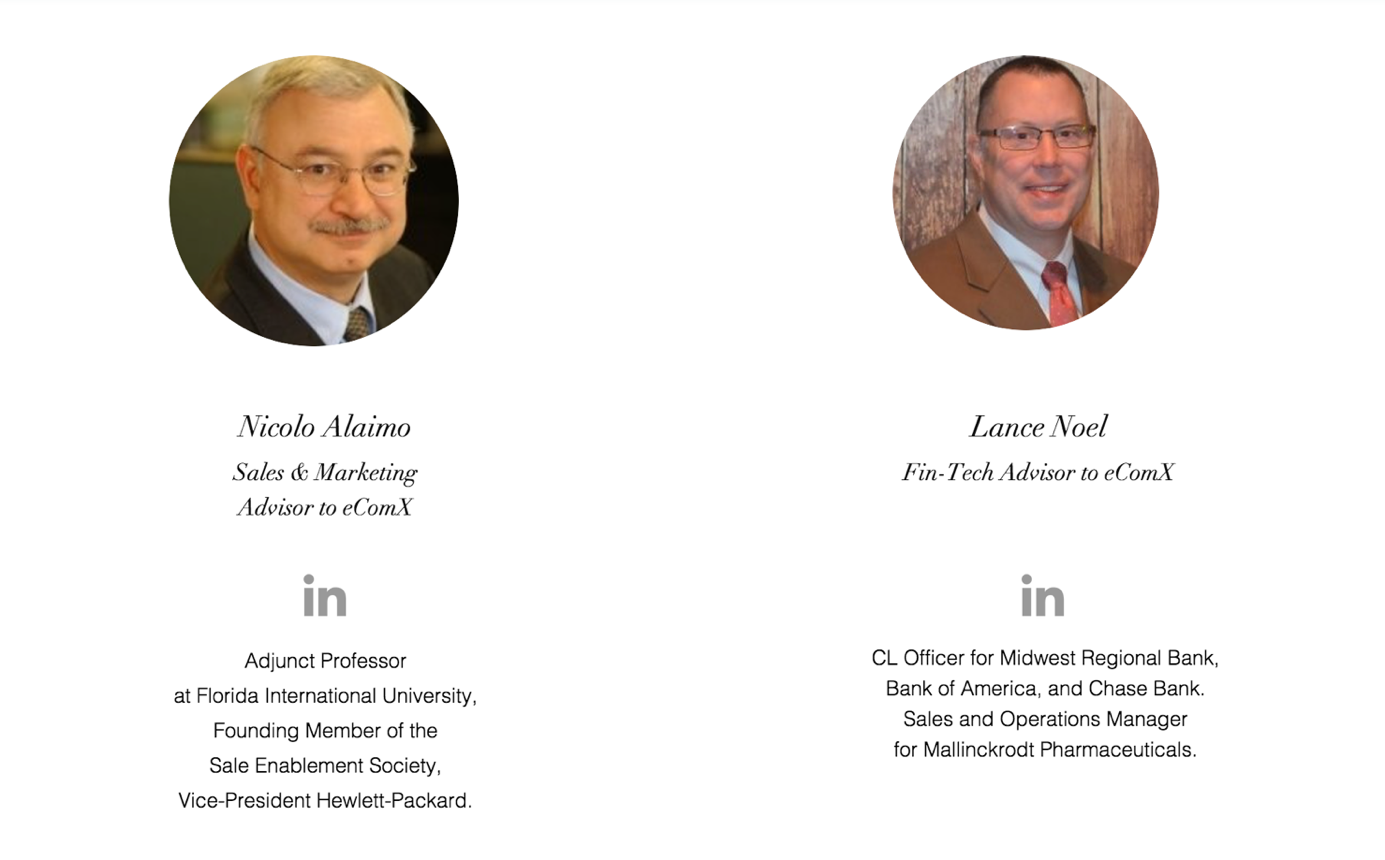 Nicolo Alaimo
Sales & Marketing
Advisor to eComX
in
Adjunct Professor
at Florida International University,
Founding Member of the
Sale Enablement Society,
Vice-President Hewlett-Packard.
Lance Noel
Fin-Tech Advisor to eComX
in
CL Officer for Midwest Regional Bank,
Bank of America, and Chase Bank.
Sales and Operations Manager
for Mallinckrodt Pharmaceuticals.